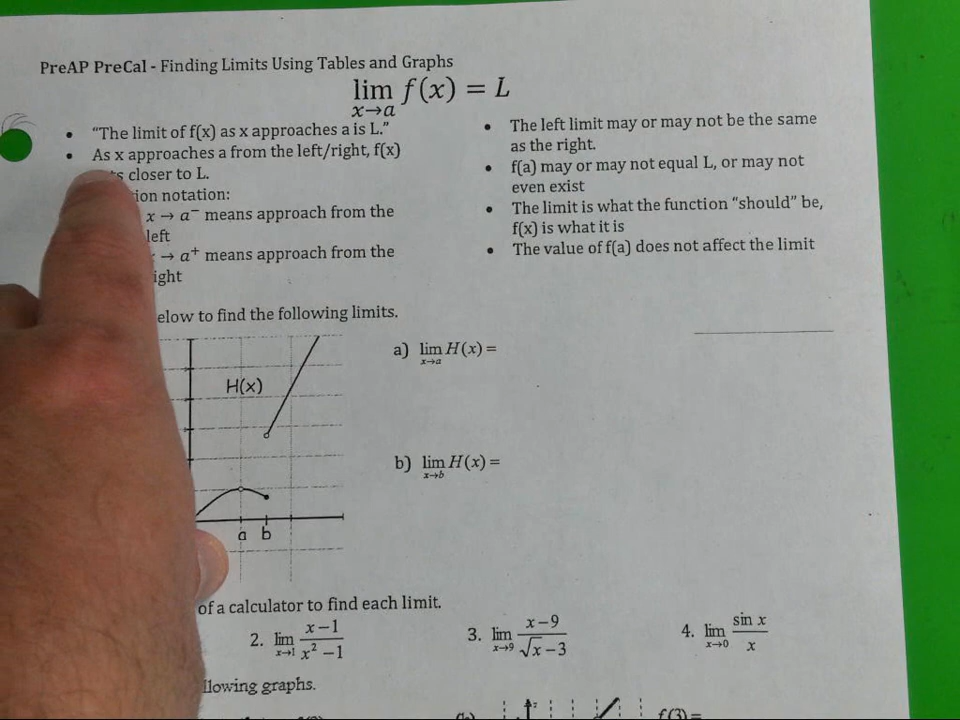 PreAP PreCal - Finding Limits Using Tables and Graphs
lim f(x) = L
x→a
• "The limit of f(x) as x approaches a is L."
• As x approaches a from the left/right, f(x)
closer to L.
notation:
x → a⁻ means approach from the
left
→ a⁺ means approach from the
ight
elow to find the following limits.
• The left limit may or may not be the same
as the right.
• f(a) may or may not equal L, or may not
even exist
• The limit is what the function "should" be,
f(x) is what it is
• The value of f(a) does not affect the limit
H(x)
a b
a) lim H(x) =
x→a
b) lim H(x) =
x→b
of a calculator to find each limit.
2. lim x→1 (x−1)/(x² −1)
3. lim x→9 (x−9)/(√x−3)
4. lim x→0 sin x/x
llowing graphs.
f(3)=